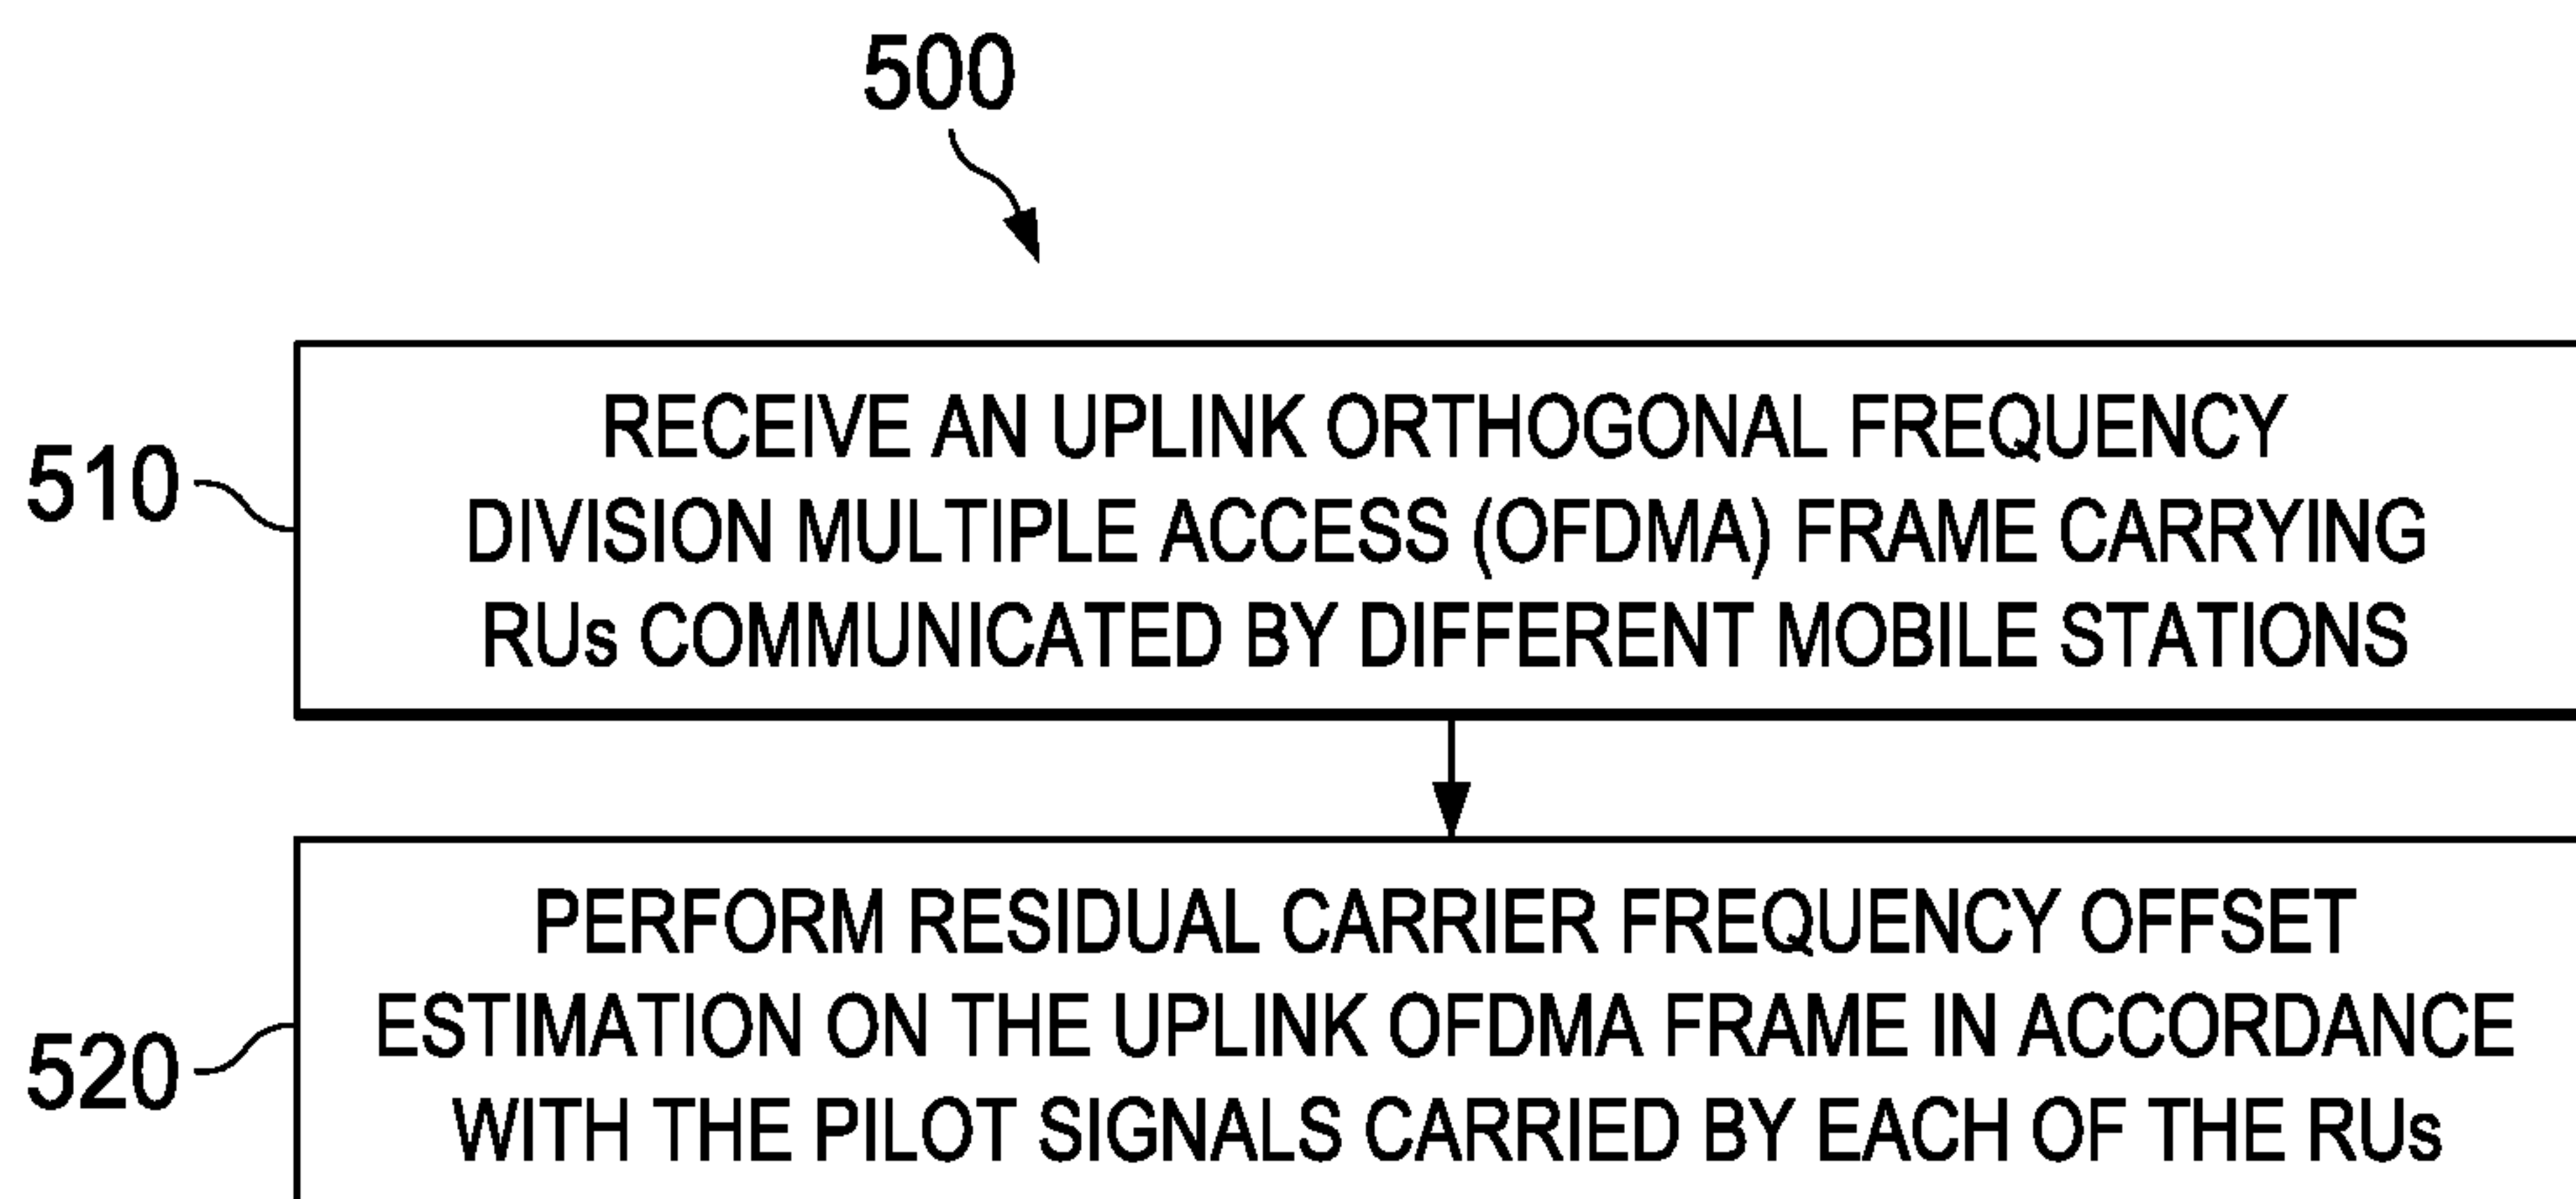 500
510
RECEIVE AN UPLINK ORTHOGONAL FREQUENCY
DIVISION MULTIPLE ACCESS (OFDMA) FRAME CARRYING
RUs COMMUNICATED BY DIFFERENT MOBILE STATIONS
520
PERFORM RESIDUAL CARRIER FREQUENCY OFFSET
ESTIMATION ON THE UPLINK OFDMA FRAME IN ACCORDANCE
WITH THE PILOT SIGNALS CARRIED BY EACH OF THE RUs